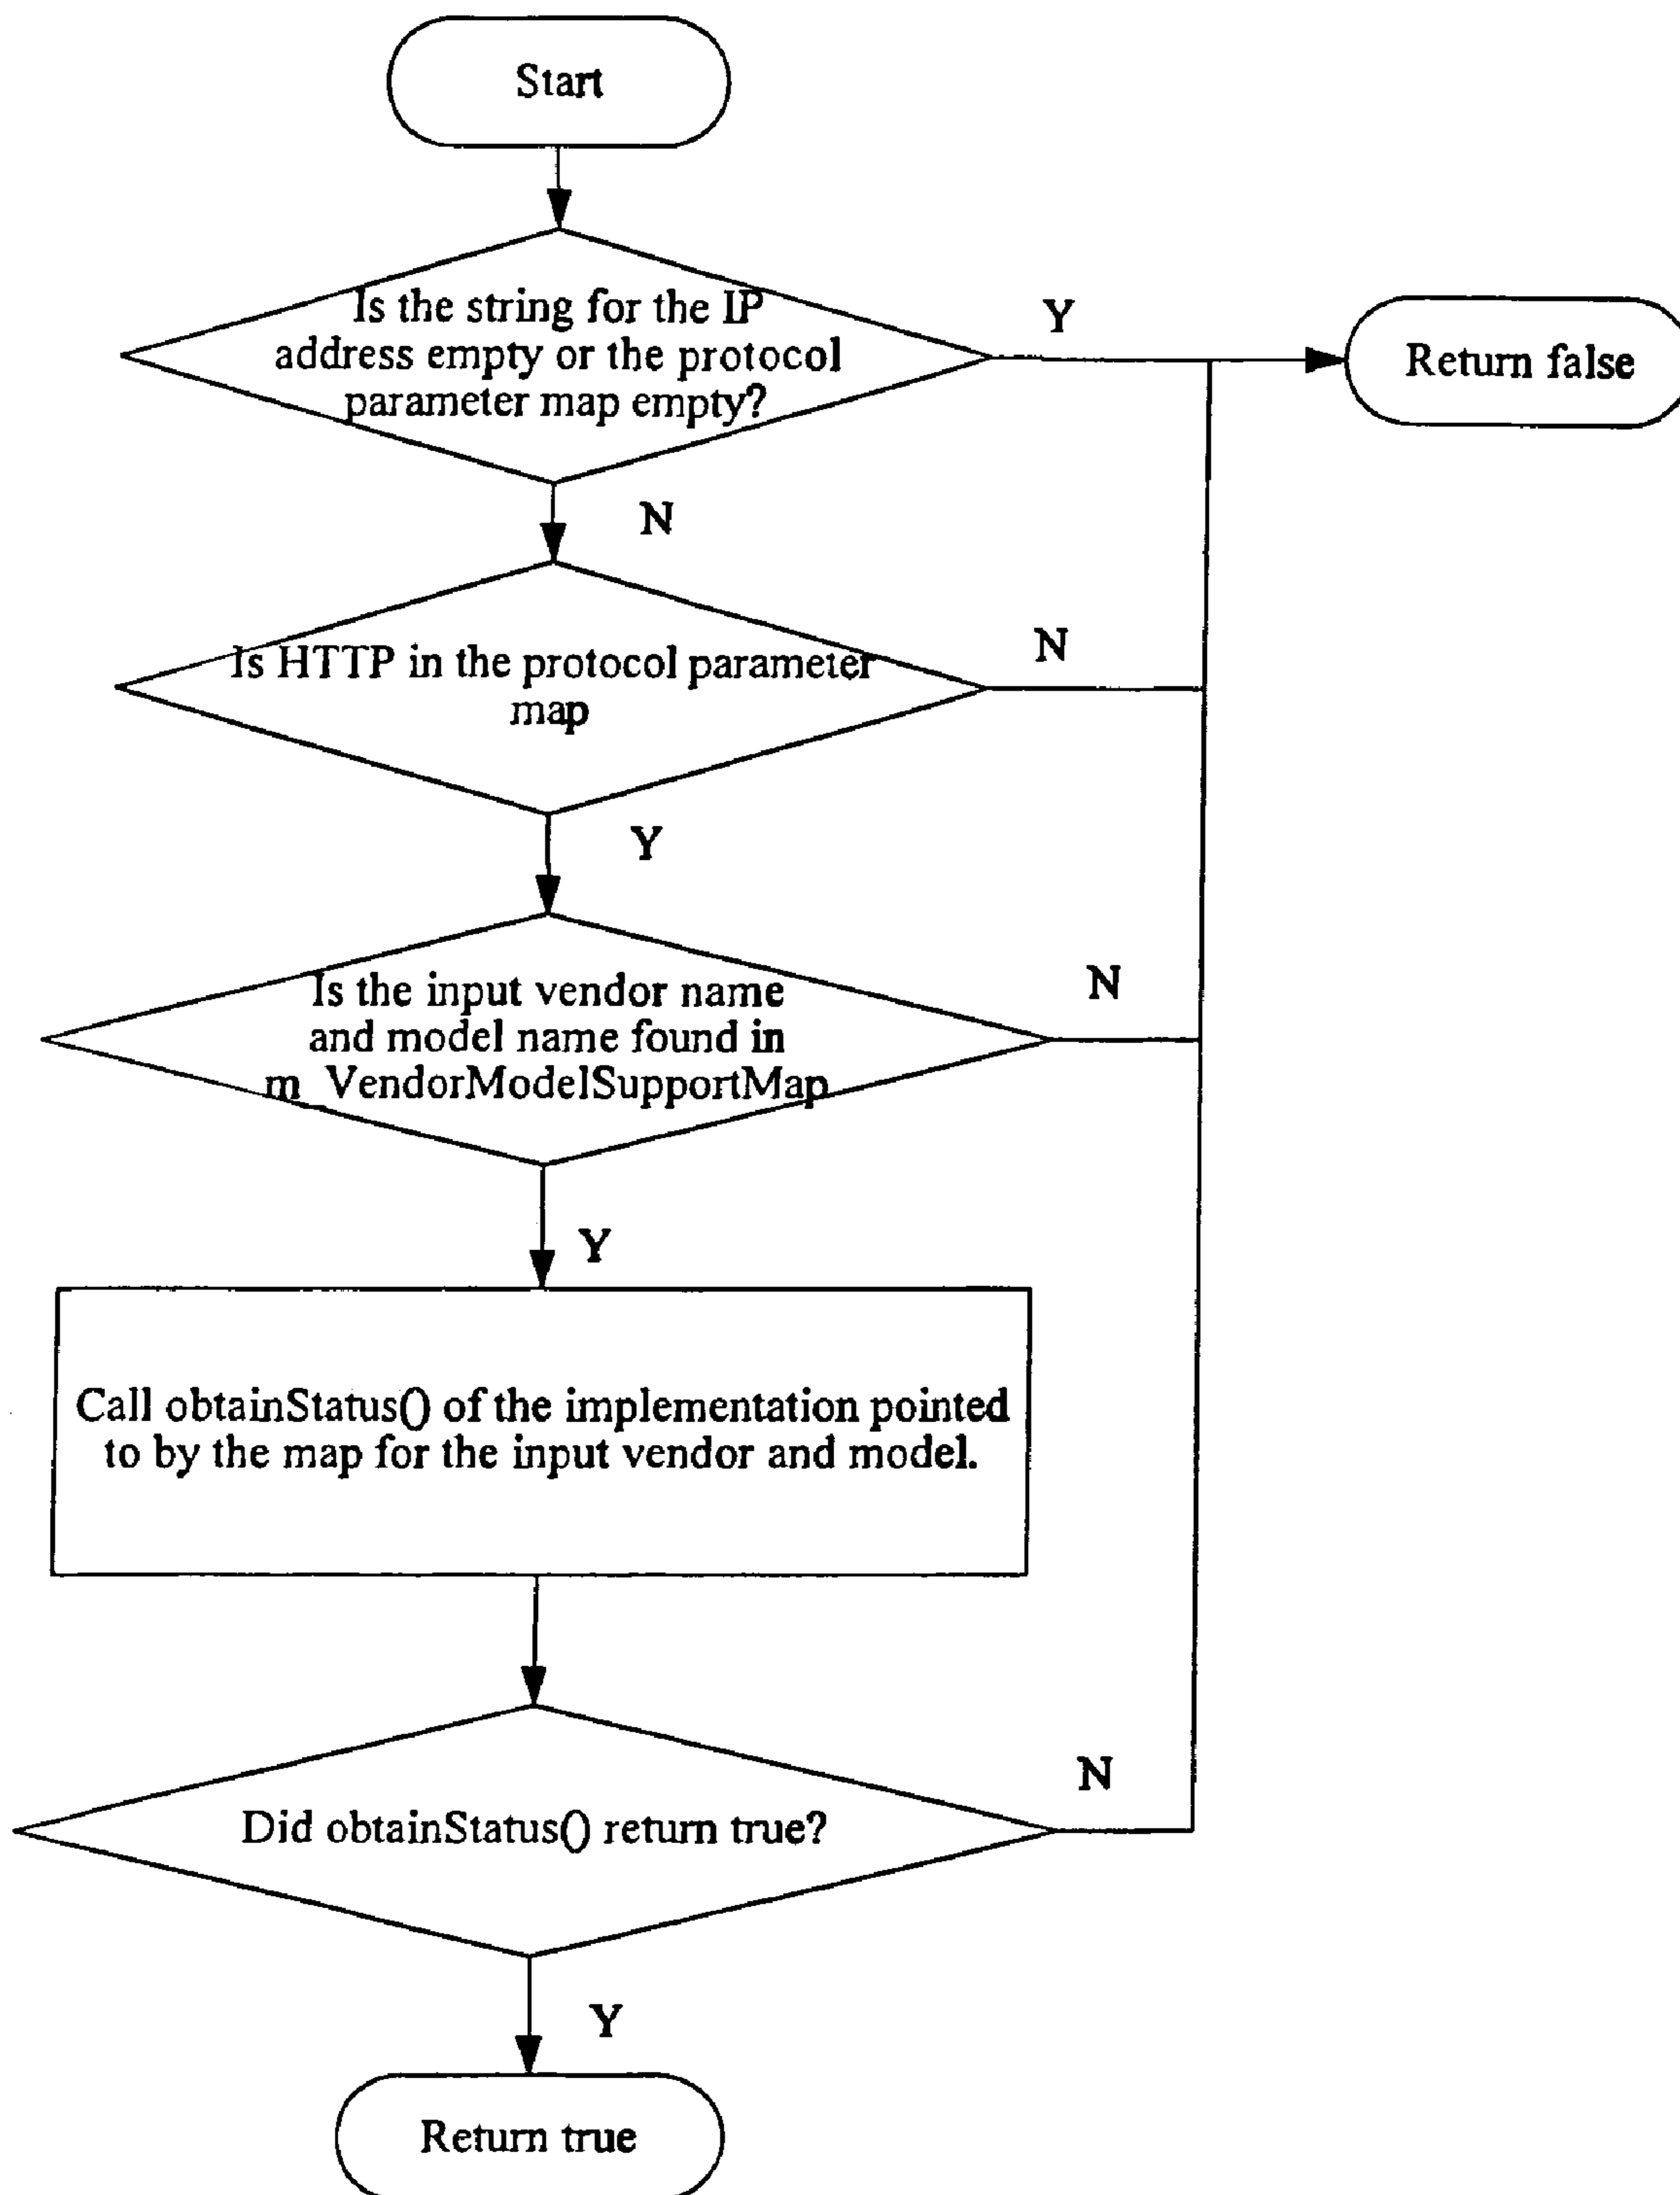 Start
Is the string for the IP
address empty or the protocol
parameter map empty?
Y
Return false
N
Is HTTP in the protocol parameter
map
N
Y
Is the input vendor name
and model name found in
m_VendorModelSupportMap
N
Y
Call obtainStatus() of the implementation pointed
to by the map for the input vendor and model.
Did obtainStatus() return true?
N
Y
Return true